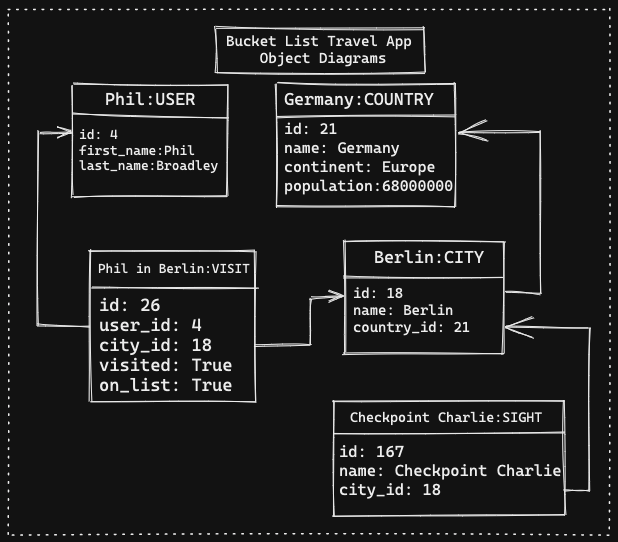 Bucket List Travel App
Object Diagrams
Phil:USER
id: 4
first_name:Phil
last_name:Broadley
Germany:COUNTRY
id: 21
name: Germany
continent: Europe
population:68000000
Phil in Berlin:VISIT
id: 26
user_id: 4
city_id: 18
visited: True
on_list: True
Berlin:CITY
id: 18
name: Berlin
country_id: 21
Checkpoint Charlie:SIGHT
id: 167
name: Checkpoint Charlie
city_id: 18